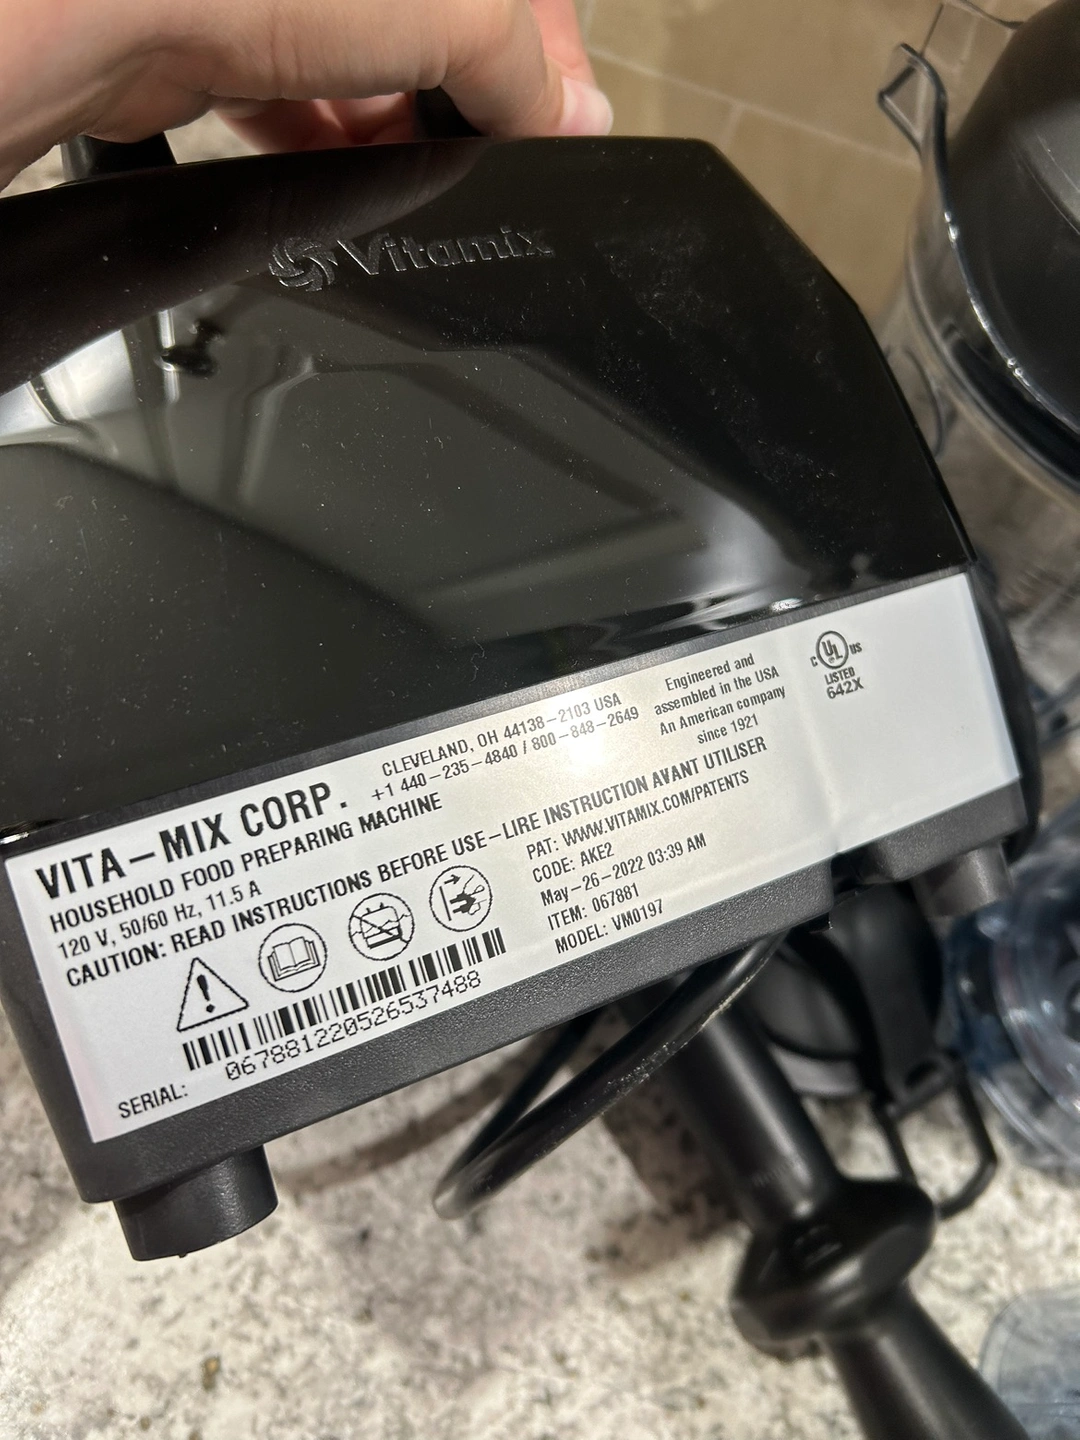 Vitamix
VITA-MIX CORP.
CLEVELAND, OH 44138-2103 USA
+1 440-235-4840 / 800-848-2649
Engineered and
assembled in the USA
An American company
since 1921
C UL US
LISTED
642X
HOUSEHOLD FOOD PREPARING MACHINE
120 V, 50/60 Hz, 11.5 A
CAUTION: READ INSTRUCTIONS BEFORE USE-LIRE INSTRUCTION AVANT UTILISER
PAT: WWW.VITAMIX.COM/PATENTS
CODE: AKE2
May-26-2022 03:39 AM
ITEM: 067881
MODEL: VM0197
SERIAL:
067881220526537488